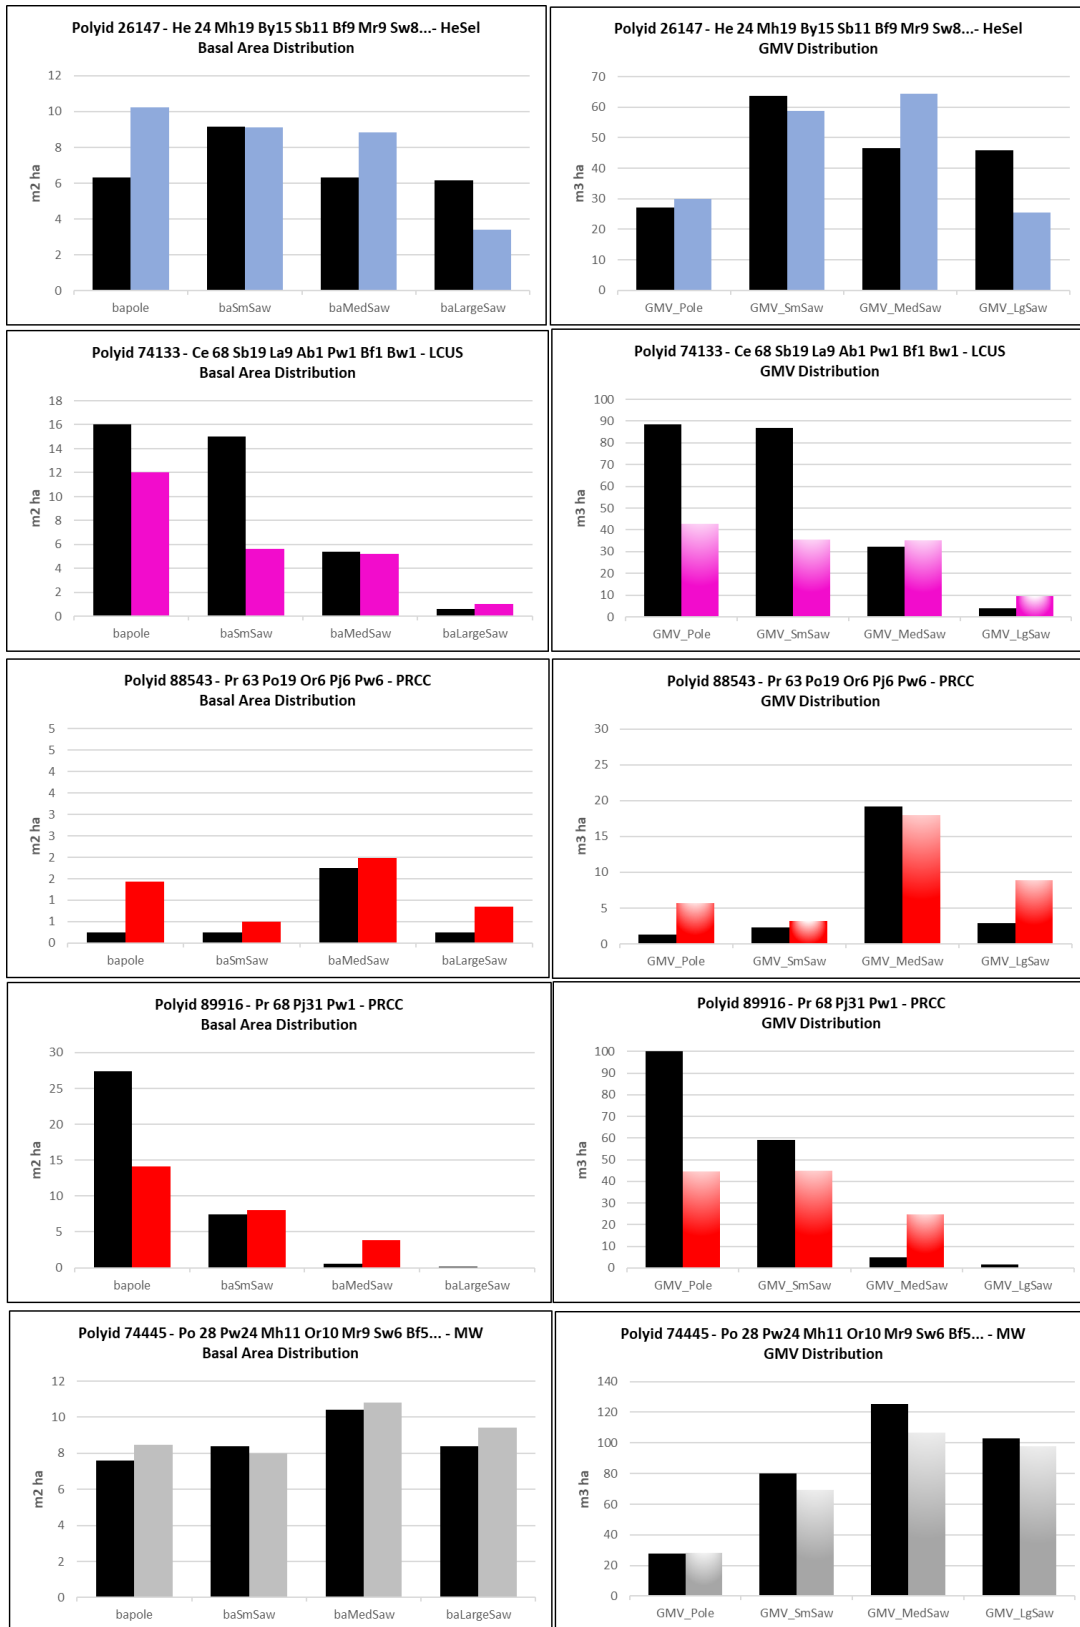 Polyid 26147 - He 24 Mh19 By15 Sb11 Bf9 Mr9 Sw8...- HeSel
Basal Area Distribution
12
10
8
6
4
2
0
m2 ha
bapole baSmSaw baMedSaw baLargeSaw
Polyid 26147 - He 24 Mh19 By15 Sb11 Bf9 Mr9 Sw8...- HeSel
GMV Distribution
70
60
50
40
30
20
10
0
m3 ha
GMV_Pole GMV_SmSaw GMV_MedSaw GMV_LgSaw
Polyid 74133 - Ce 68 Sb19 La9 Ab1 Pw1 Bf1 Bw1 - LCUS
Basal Area Distribution
18
16
14
12
10
8
6
4
2
0
m2 ha
bapole baSmSaw baMedSaw baLargeSaw
Polyid 74133 - Ce 68 Sb19 La9 Ab1 Pw1 Bf1 Bw1 - LCUS
GMV Distribution
100
90
80
70
60
50
40
30
20
10
0
m3 ha
GMV_Pole GMV_SmSaw GMV_MedSaw GMV_LgSaw
Polyid 88543 - Pr 63 Po19 Or6 Pj6 Pw6 - PRCC
Basal Area Distribution
5
5
4
4
3
3
2
2
1
1
0
m2 ha
bapole baSmSaw baMedSaw baLargeSaw
Polyid 88543 - Pr 63 Po19 Or6 Pj6 Pw6 - PRCC
GMV Distribution
30
25
20
15
10
5
0
m3 ha
GMV_Pole GMV_SmSaw GMV_MedSaw GMV_LgSaw
Polyid 89916 - Pr 68 Pj31 Pw1 - PRCC
Basal Area Distribution
30
25
20
15
10
5
0
m2 ha
bapole baSmSaw baMedSaw baLargeSaw
Polyid 89916 - Pr 68 Pj31 Pw1 - PRCC
GMV Distribution
100
90
80
70
60
50
40
30
20
10
0
m3 ha
GMV_Pole GMV_SmSaw GMV_MedSaw GMV_LgSaw
Polyid 74445 - Po 28 Pw24 Mh11 Or10 Mr9 Sw6 Bf5... - MW
Basal Area Distribution
12
10
8
6
4
2
0
m2 ha
bapole baSmSaw baMedSaw baLargeSaw
Polyid 74445 - Po 28 Pw24 Mh11 Or10 Mr9 Sw6 Bf5... - MW
GMV Distribution
140
120
100
80
60
40
20
0
m3 ha
GMV_Pole GMV_SmSaw GMV_MedSaw GMV_LgSaw